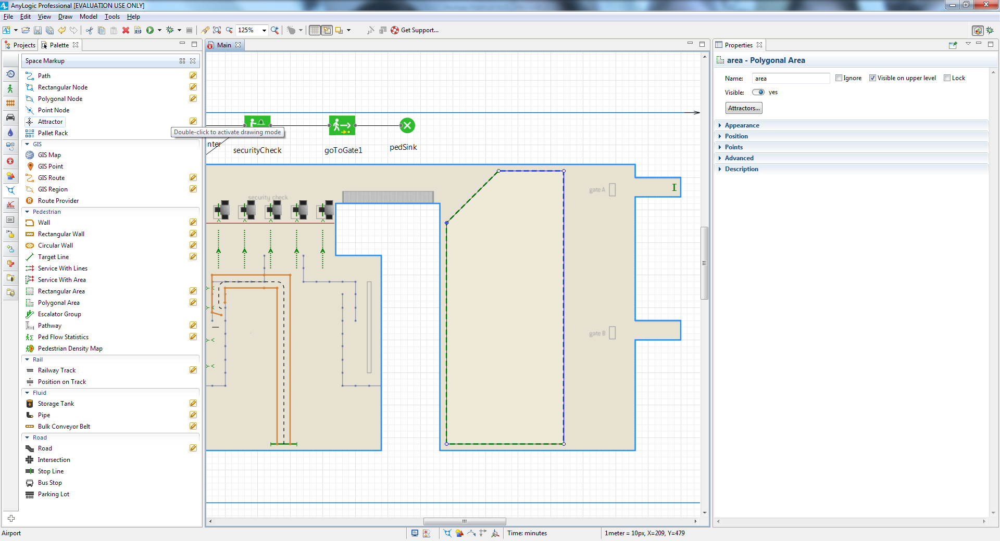 AnyLogic Professional [EVALUATION USE ONLY]
File Edit View Draw Model Tools Help
125% Get Support...
Projects Palette
Main
Properties
Space Markup
Path
Rectangular Node
Polygonal Node
Point Node
Attractor
Pallet Rack
GIS
GIS Map
GIS Point
GIS Route
GIS Region
Route Provider
Pedestrian
Wall
Rectangular Wall
Circular Wall
Target Line
Service With Lines
Service With Area
Rectangular Area
Polygonal Area
Escalator Group
Pathway
Ped Flow Statistics
Pedestrian Density Map
Rail
Railway Track
Position on Track
Fluid
Storage Tank
Pipe
Bulk Conveyor Belt
Road
Road
Intersection
Stop Line
Bus Stop
Parking Lot
OK
Double-click to activate drawing mode
nter
securityCheck
goToGate1
pedSink
security check
gate A
gate B
area - Polygonal Area
Name: area Ignore Visible on upper level Lock
Visible: yes
Attractors...
Appearance
Position
Points
Advanced
Description
Airport
Time: minutes
1meter = 10px, X=209, Y=479